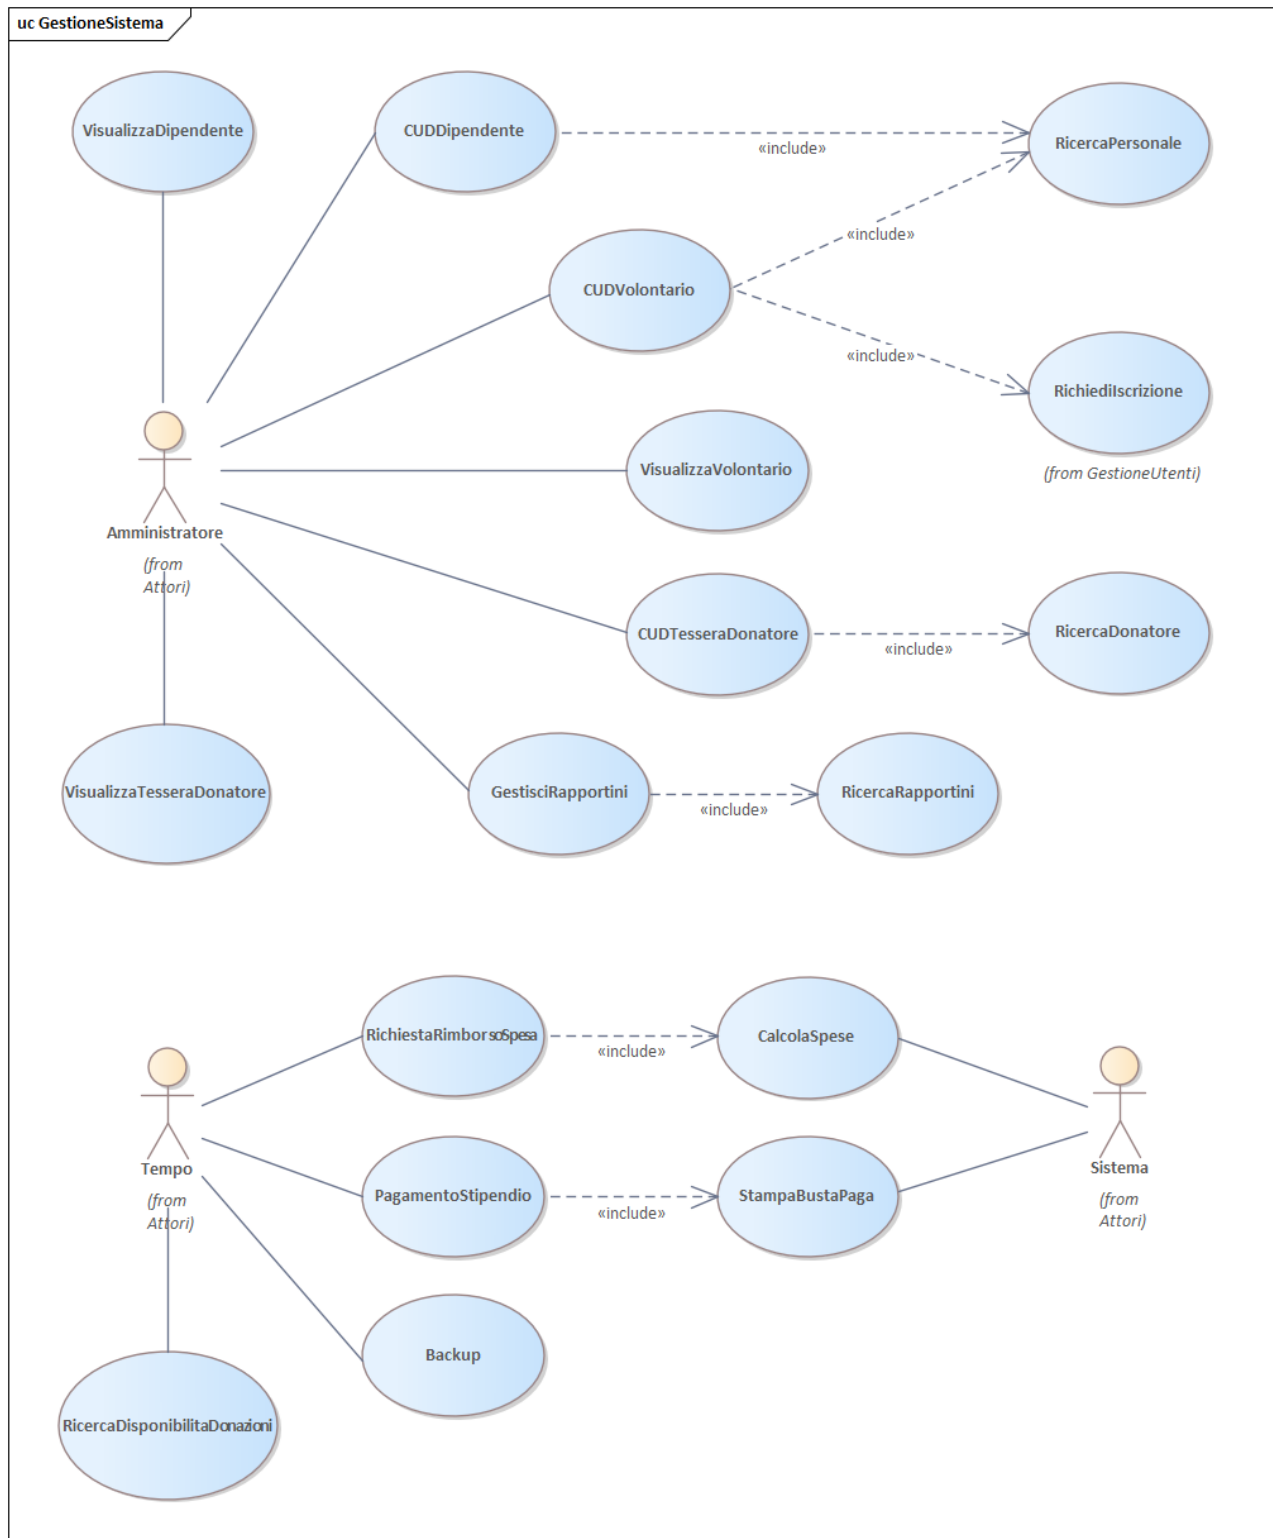 uc GestioneSistema
VisualizzaDipendente
CUDDipendente
«include»
RicercaPersonale
CUDVolontario
«include»
«include»
RichiediIscrizione
(from GestioneUtenti)
VisualizzaVolontario
Amministratore
(from
Attori)
CUDTesseraDonatore
«include»
RicercaDonatore
VisualizzaTesseraDonatore
GestisciRapportini
«include»
RicercaRapportini
RichiestaRimborsoSpesa
«include»
CalcolaSpese
Tempo
(from
Attori)
Sistema
(from
Attori)
PagamentoStipendio
«include»
StampaBustaPaga
Backup
RicercaDisponibilitaDonazioni